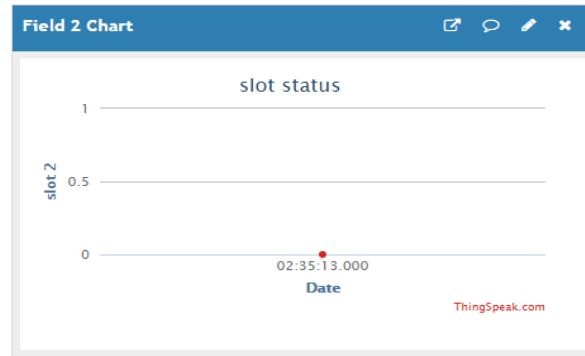 Field 2 Chart
slot status
1
slot 2
0.5
0
02:35:13.000
Date
ThingSpeak.com